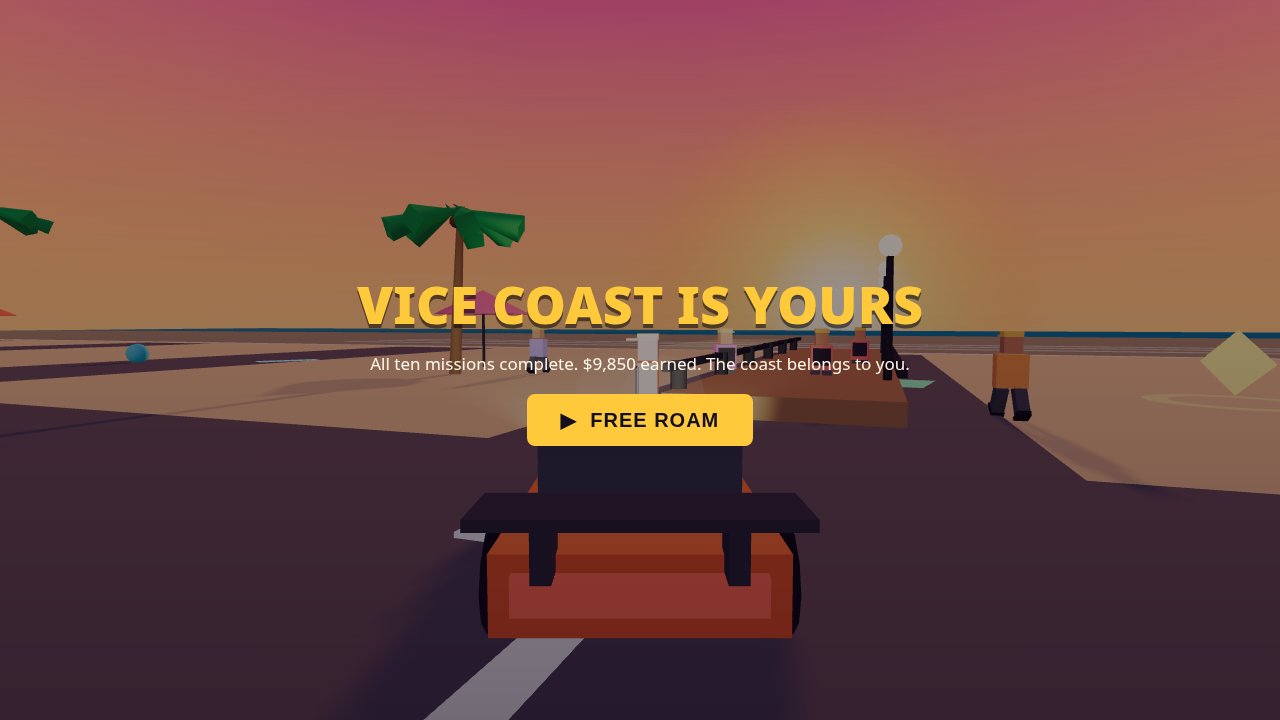 VICE COAST IS YOURS
All ten missions complete. $9,850 earned. The coast belongs to you.
▶ FREE ROAM